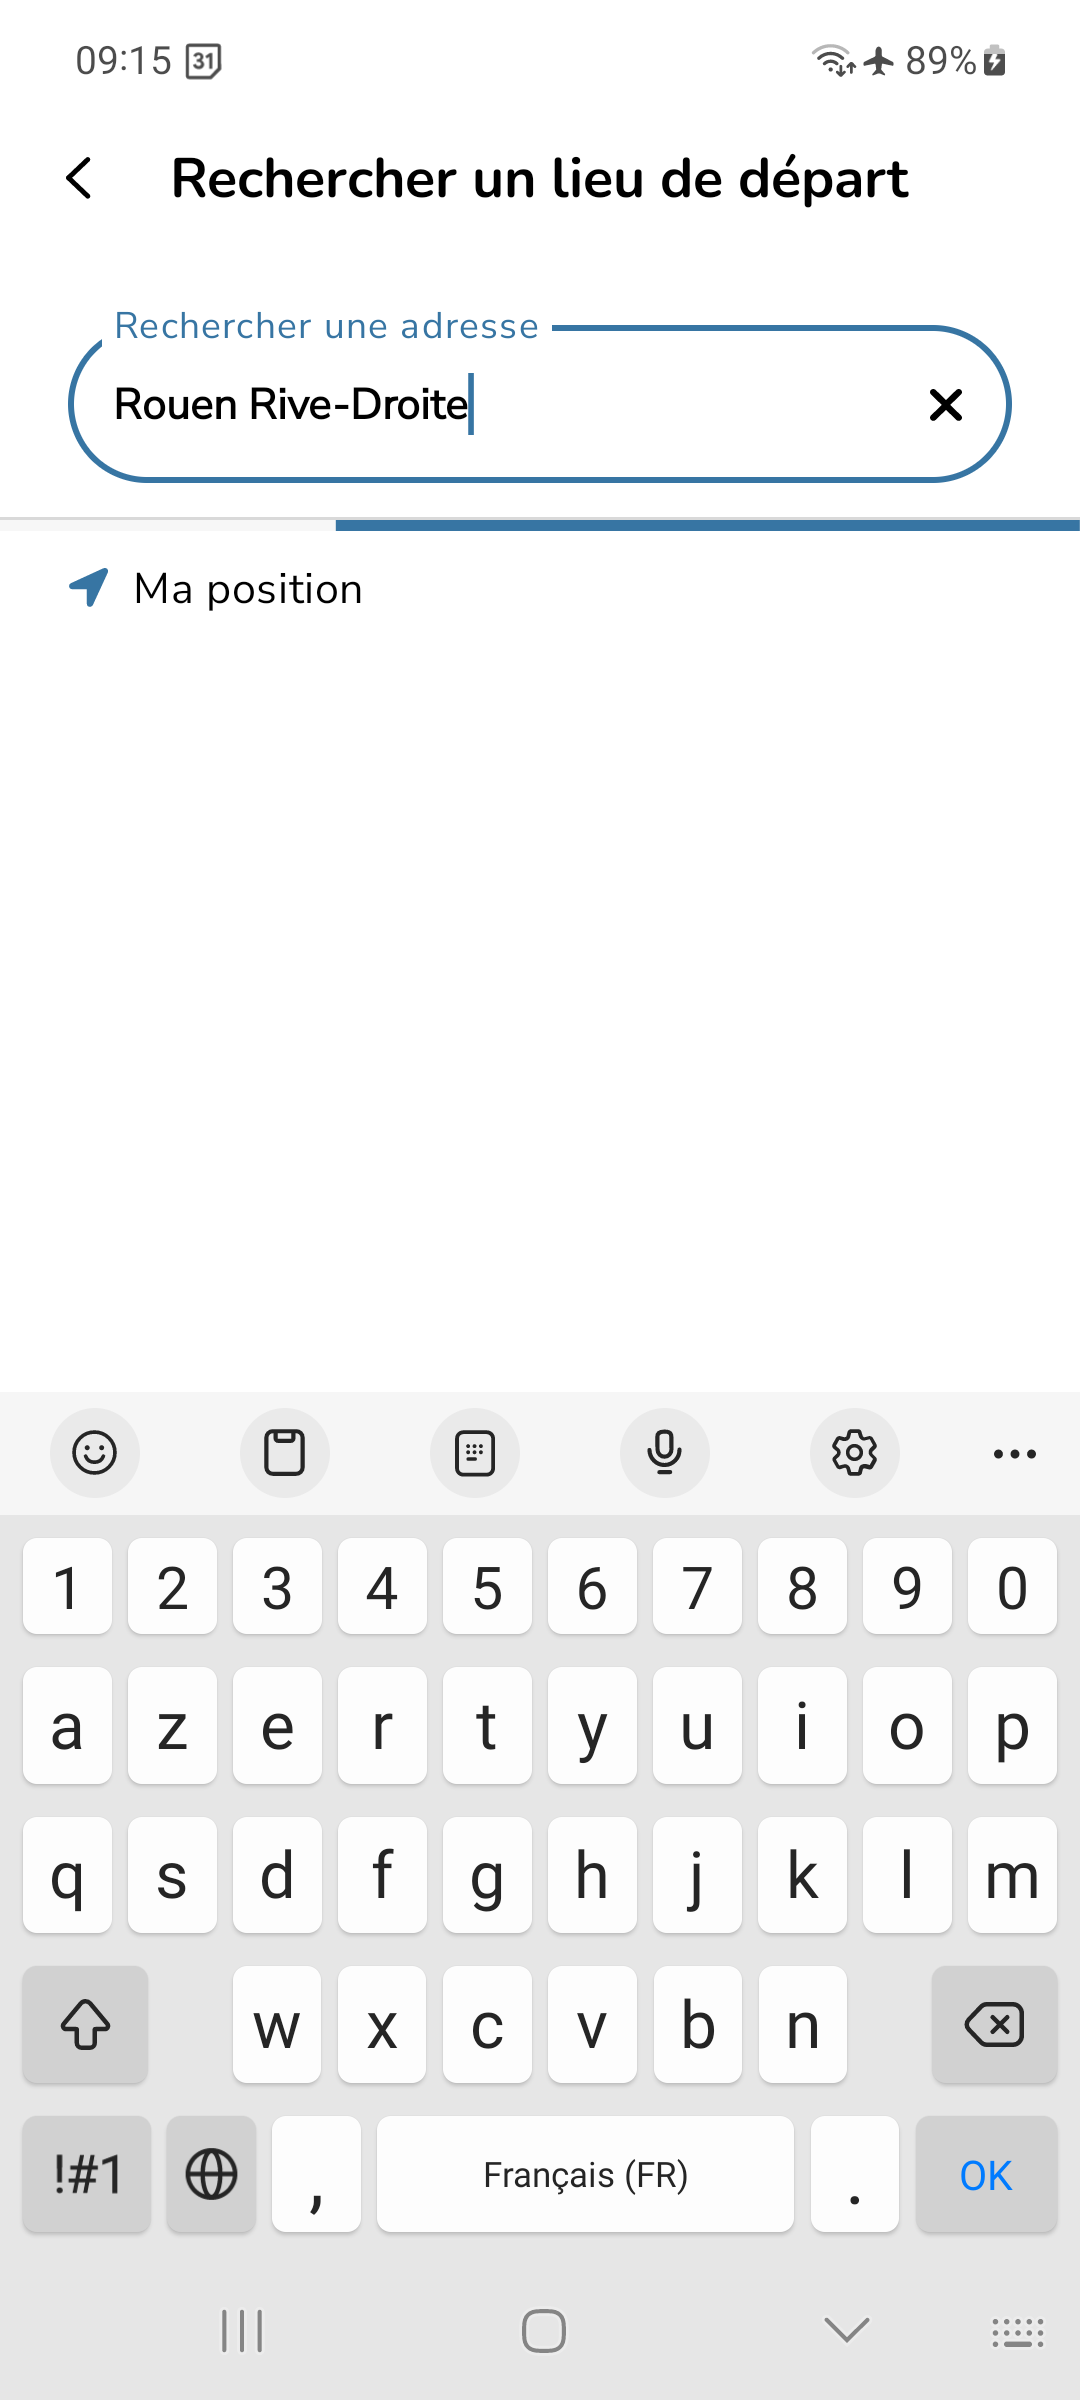 09:15 31 89%
Rechercher un lieu de départ
Rechercher une adresse
Rouen Rive-Droite
Ma position
1 2 3 4 5 6 7 8 9 0
a z e r t y u i o p
q s d f g h j k l m
w x c v b n
!#1 , Français (FR) . OK